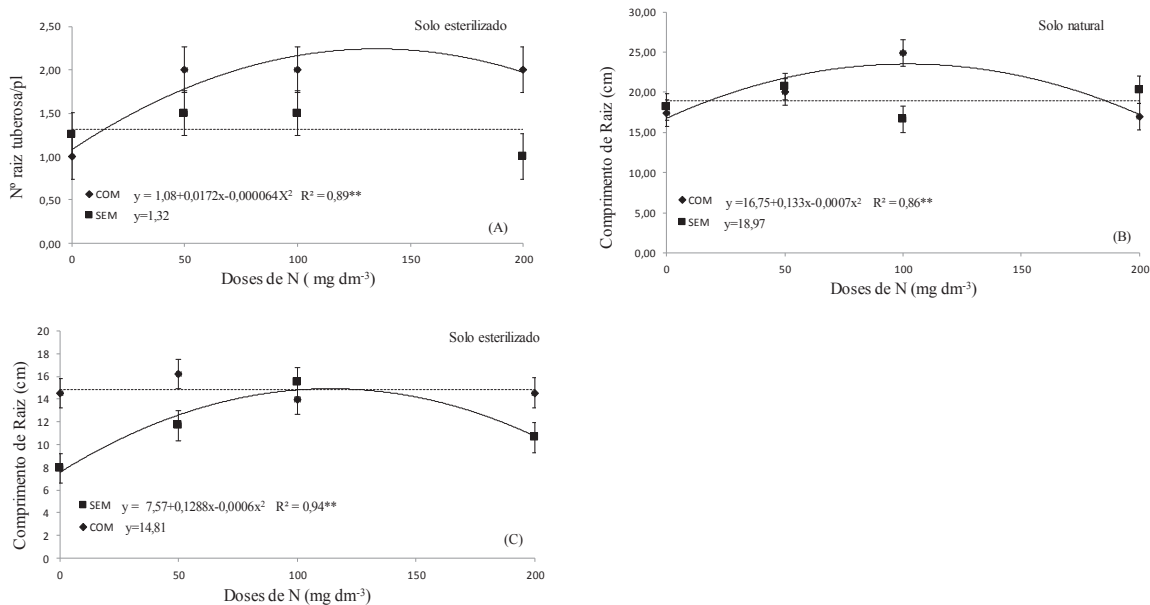 Solo esterilizado
2,50
2,00
1,50
1,00
0,50
0,00
Nº raiz tuberosa/pl
COM y = 1,08+0,0172x-0,000064X² R² = 0,89**
SEM y=1,32
(A)
0 50 100 150 200
Doses de N ( mg dm⁻³)
Solo natural
30,00
25,00
20,00
15,00
10,00
5,00
0,00
Comprimento de Raiz (cm)
COM y =16,75+0,133x-0,0007x² R² = 0,86**
SEM y=18,97
(B)
0 50 100 150 200
Doses de N (mg dm⁻³)
Solo esterilizado
20
18
16
14
12
10
8
6
4
2
0
Comprimento de Raiz (cm)
SEM y = 7,57+0,1288x-0,0006x² R² = 0,94**
COM y=14,81
(C)
0 50 100 150 200
Doses de N (mg dm⁻³)